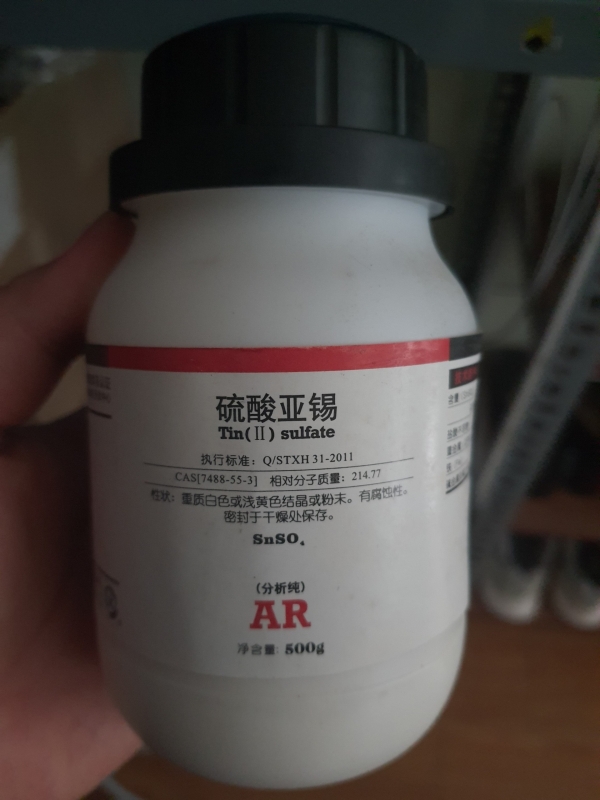 硫酸亚锡
Tin(Ⅱ) sulfate
执行标准：Q/STXH 31-2011
CAS[7488-55-3] 相对分子质量：214.77
性状：重质白色或浅黄色结晶或粉末。有腐蚀性。
密封于干燥处保存。
SnSO₄
(分析纯)
AR
净含量：500g